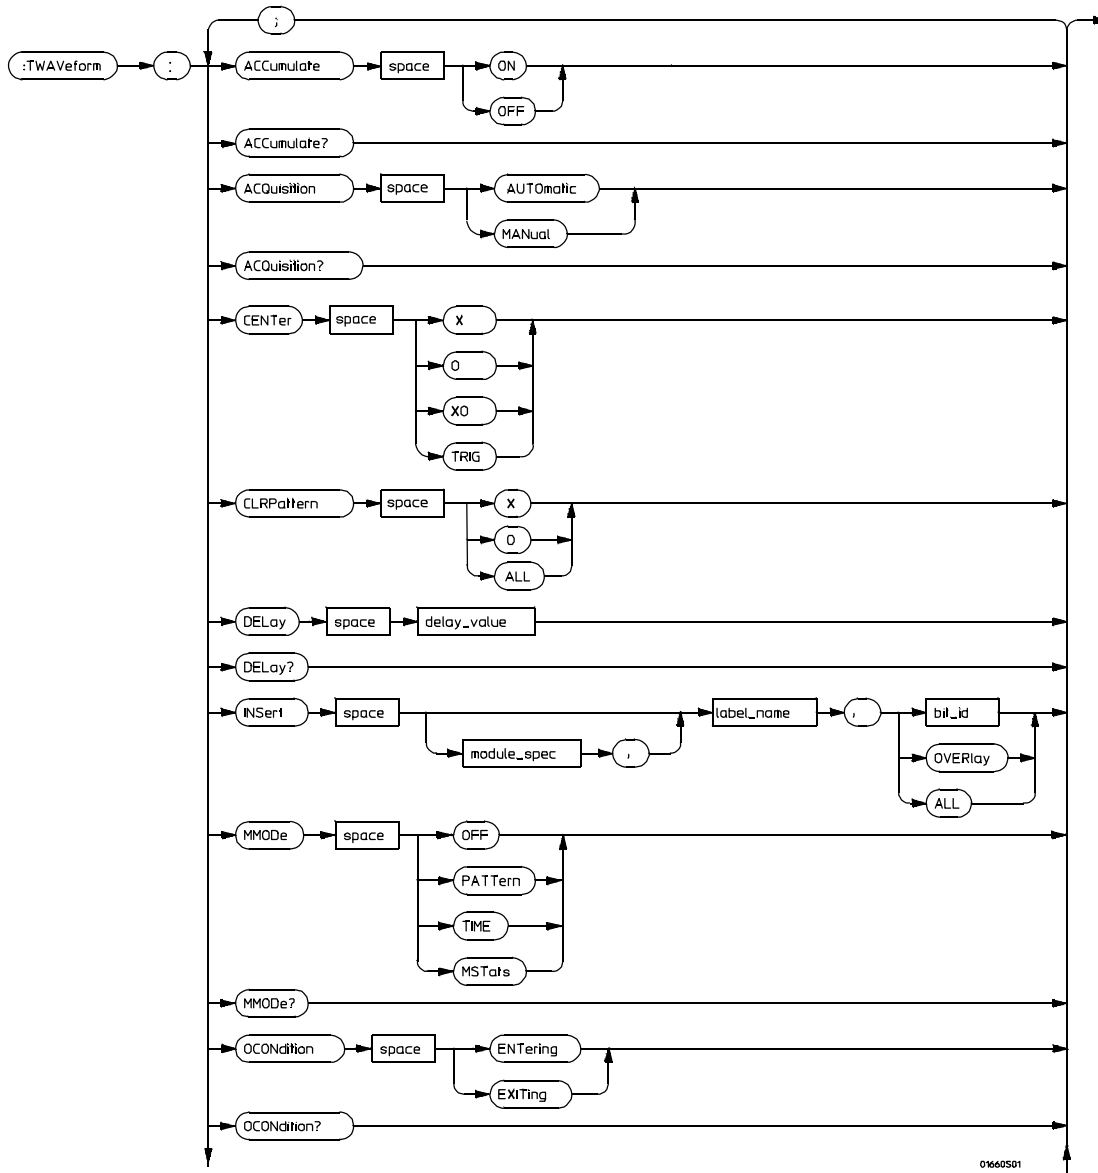 ;
:TWAVeform : ACCumulate space ON
OFF
ACCumulate?
ACQuisition space AUTOmatic
MANual
ACQuisition?
CENTer space X
O
XO
TRIG
CLRPattern space X
O
ALL
DELay space delay_value
DELay?
INSert space label_name , bit_id
module_spec , OVERlay
ALL
MMODe space OFF
PATTern
TIME
MSTats
MMODe?
OCONdition space ENTering
EXITing
OCONdition?
01660S01